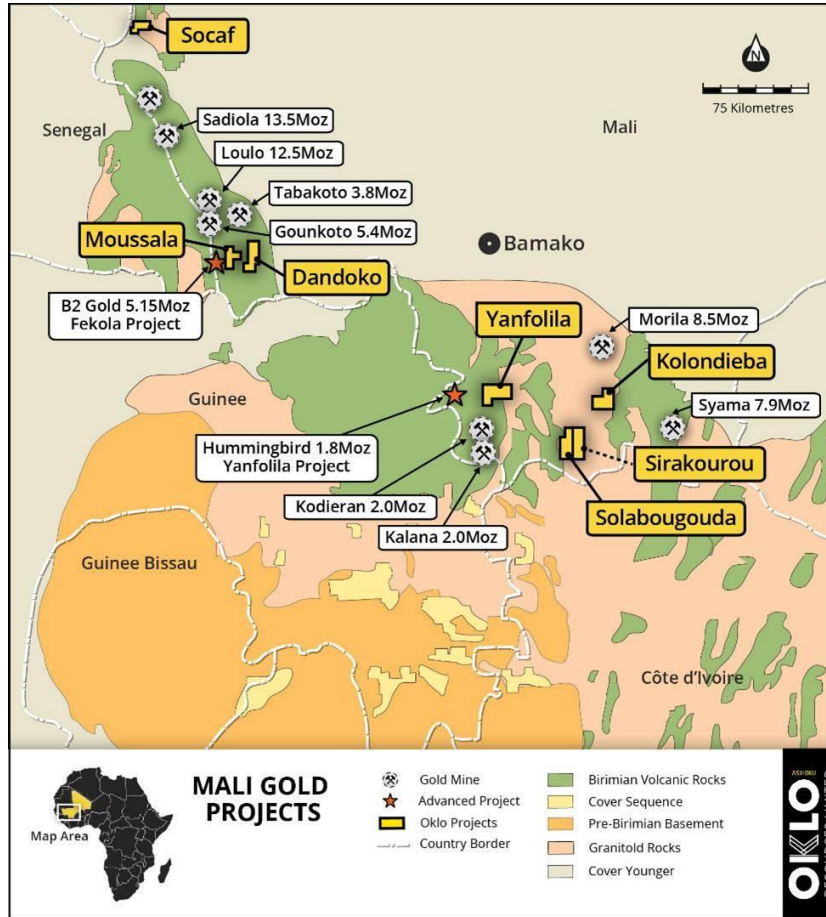 Socaf
N
75 Kilometres
Senegal
Sadiola 13.5Moz
Mali
Loulo 12.5Moz
Tabakoto 3.8Moz
Gounkoto 5.4Moz
Moussala
Bamako
Dandoko
B2 Gold 5.15Moz
Fekola Project
Yanfolila
Morila 8.5Moz
Kolondieba
Guinee
Syama 7.9Moz
Hummingbird 1.8Moz
Yanfolila Project
Sirakourou
Kodieran 2.0Moz
Solabougouda
Kalana 2.0Moz
Guinee Bissau
Côte d'Ivoire
Map Area
MALI GOLD
PROJECTS
Gold Mine
Advanced Project
Oklo Projects
Country Border
Birimian Volcanic Rocks
Cover Sequence
Pre-Birimian Basement
Granitold Rocks
Cover Younger
ASX:OKU
OKLO